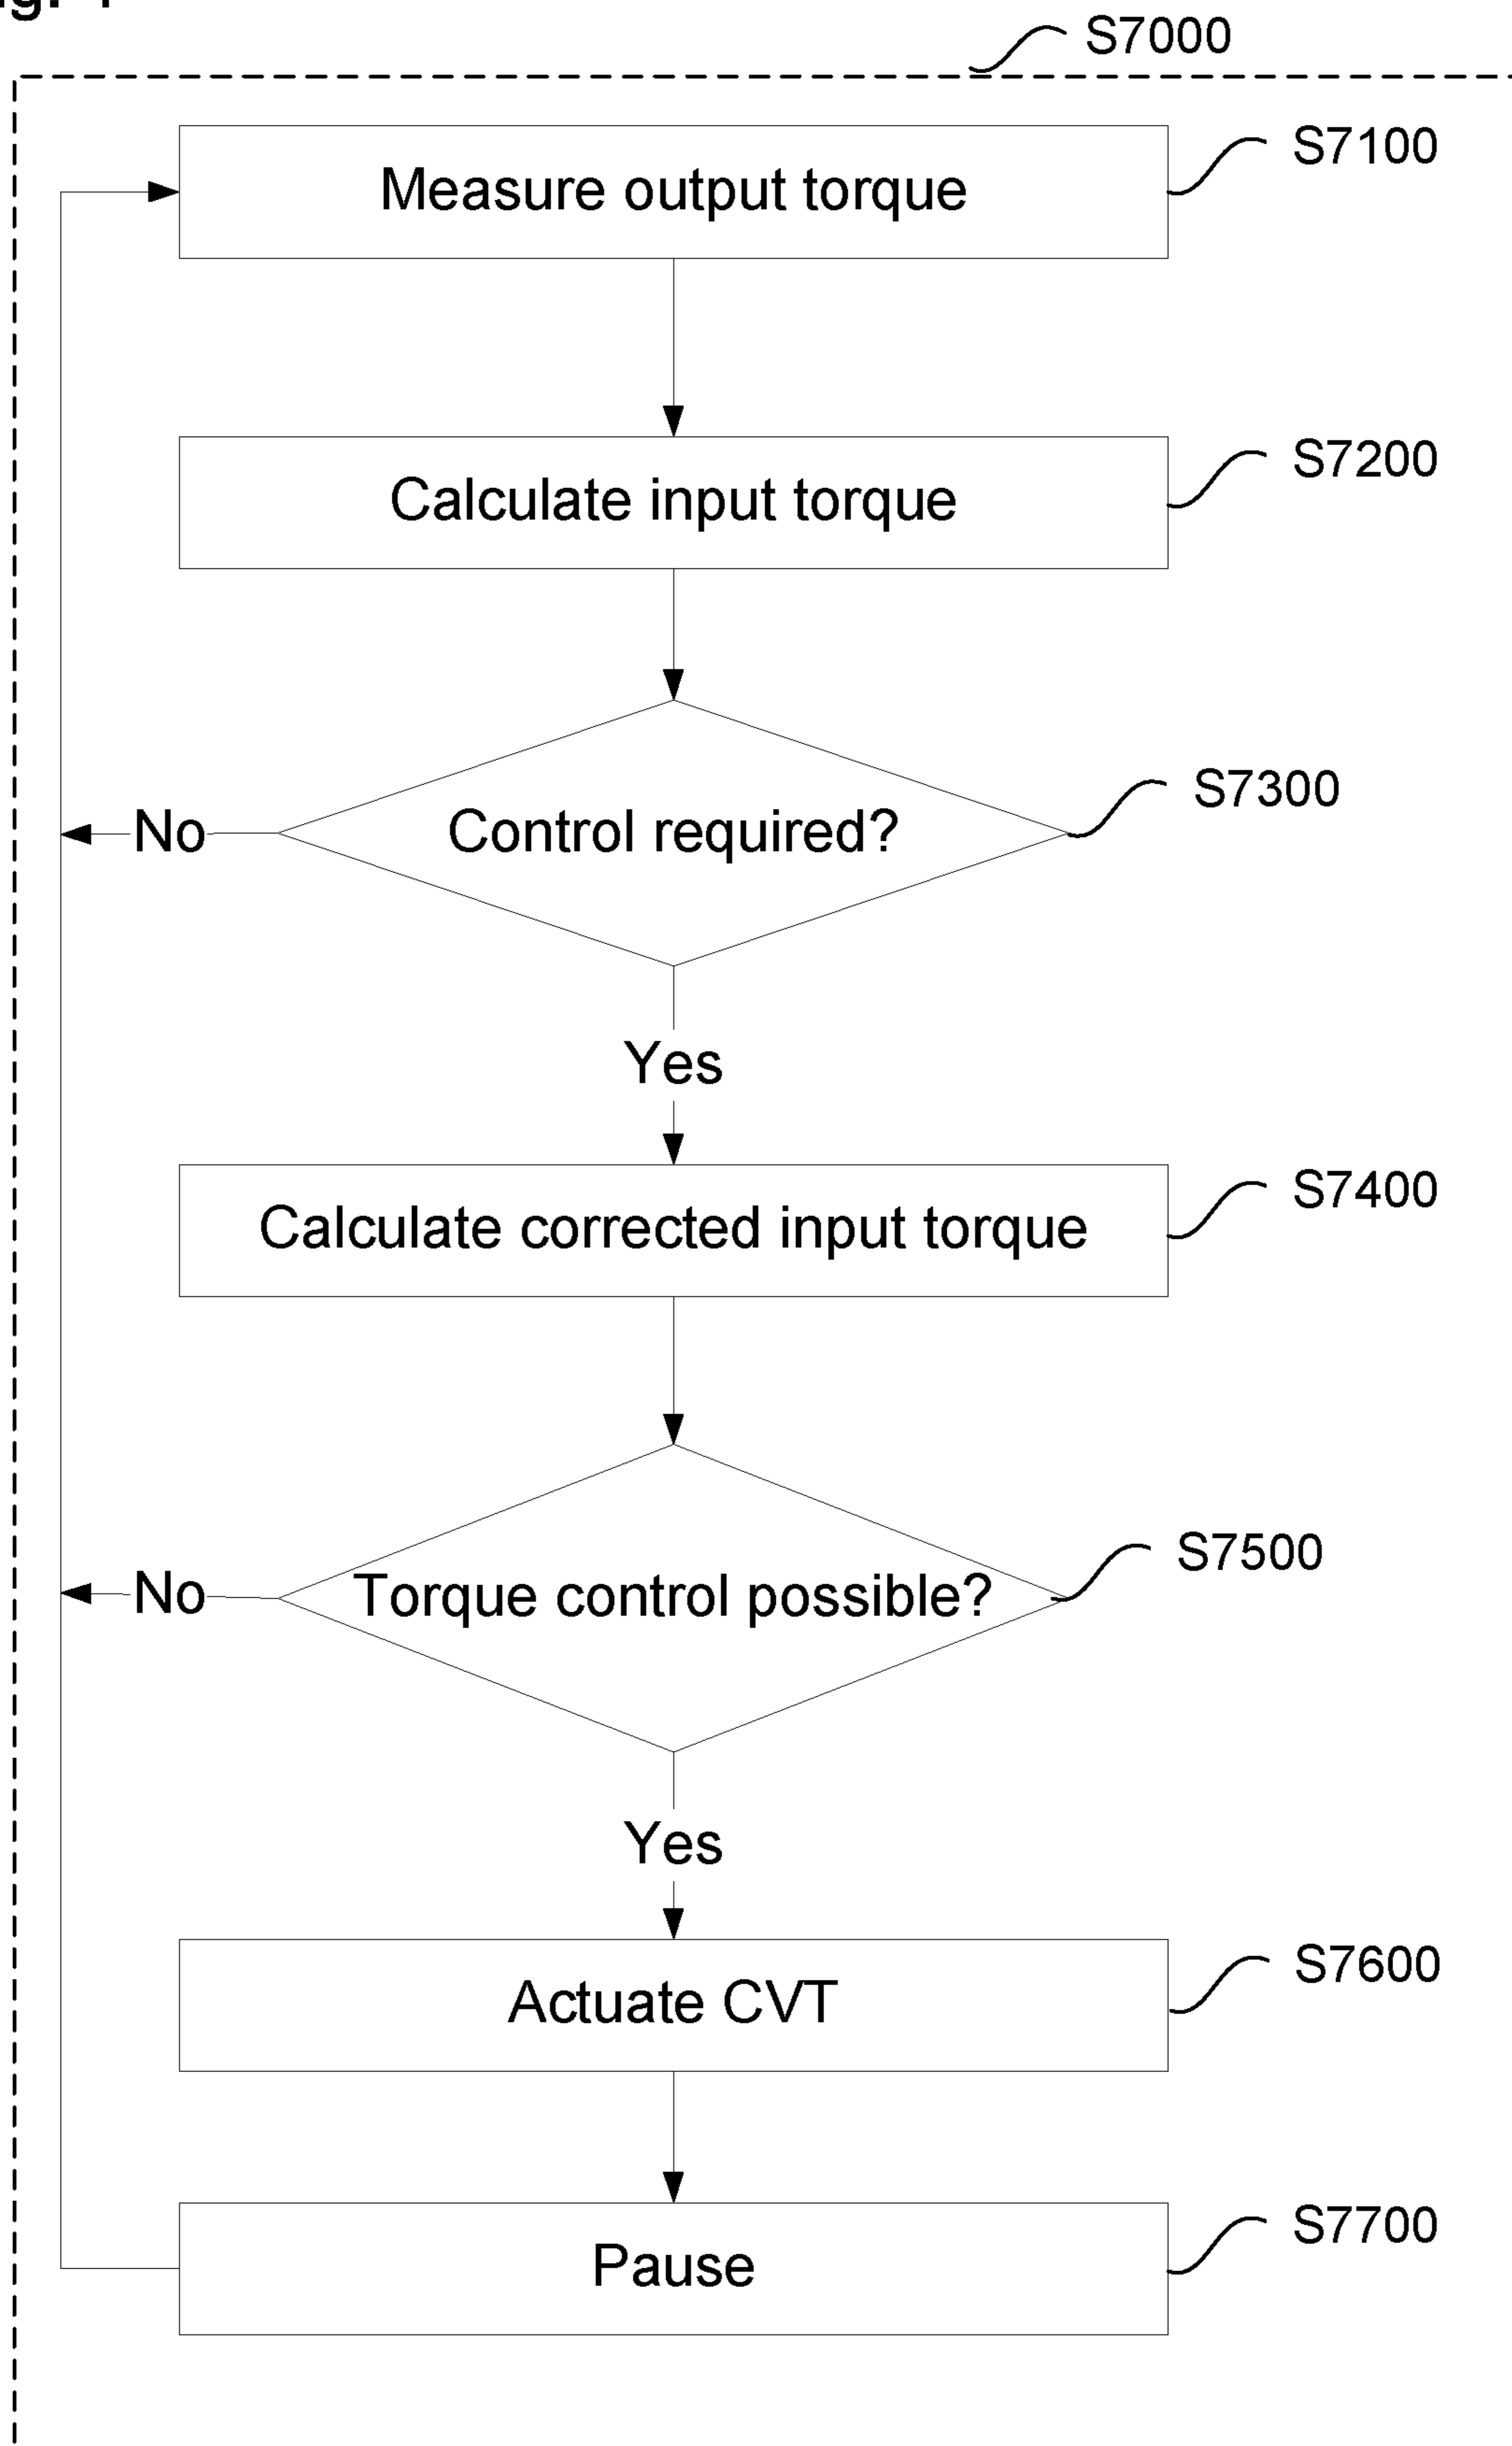 S7000
Measure output torque
S7100
Calculate input torque
S7200
Control required?
S7300
No
Yes
Calculate corrected input torque
S7400
Torque control possible?
S7500
No
Yes
Actuate CVT
S7600
Pause
S7700